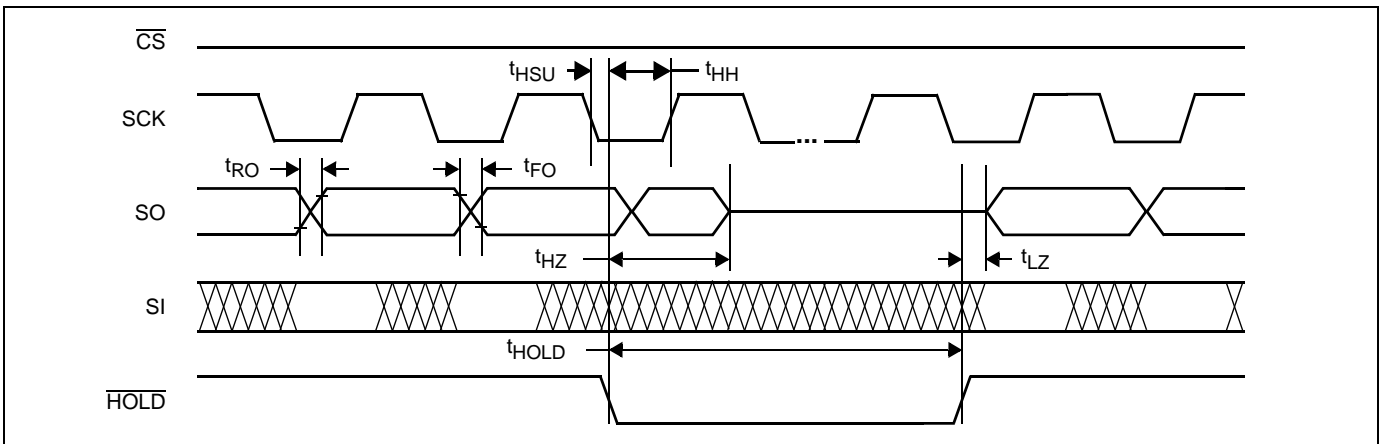 CS
tHSU
tHH
SCK
...
tRO
tFO
SO
tHZ
tLZ
SI
tHOLD
HOLD